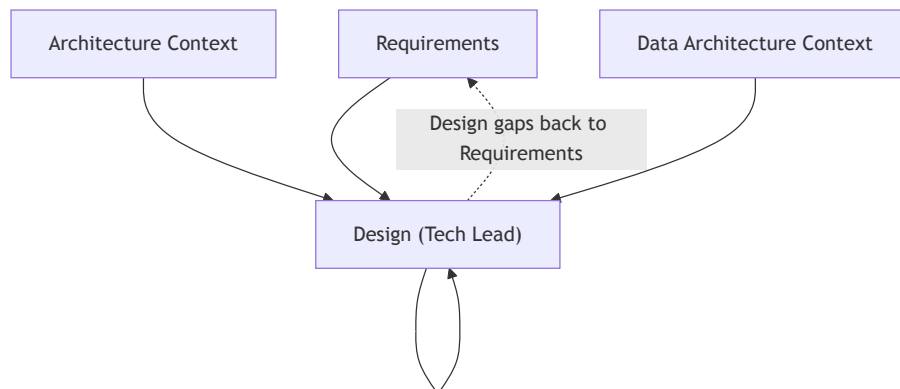 Architecture Context
Requirements
Data Architecture Context
Design gaps back to
Requirements
Design (Tech Lead)